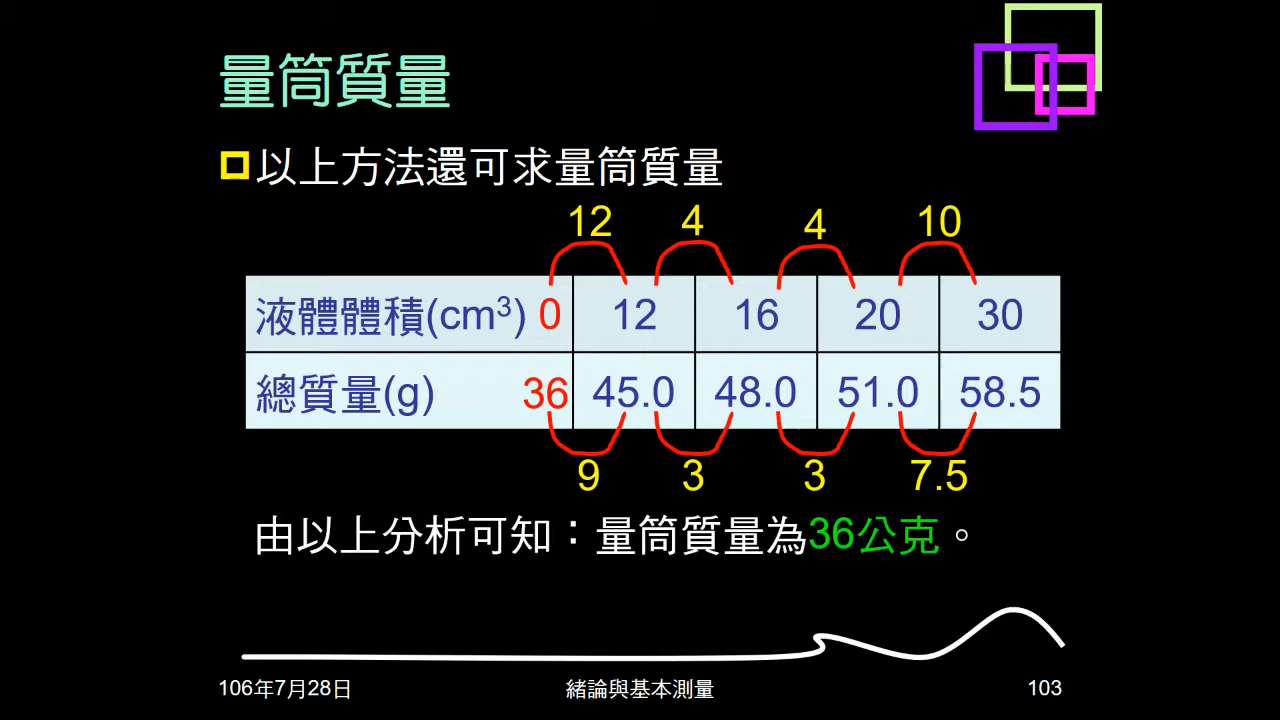 量筒質量
以上方法還可求量筒質量
12 4 4 10
液體體積(cm³) 0 12 16 20 30
總質量(g) 36 45.0 48.0 51.0 58.5
9 3 3 7.5
由以上分析可知：量筒質量為36公克。
106年7月28日 緒論與基本測量 103